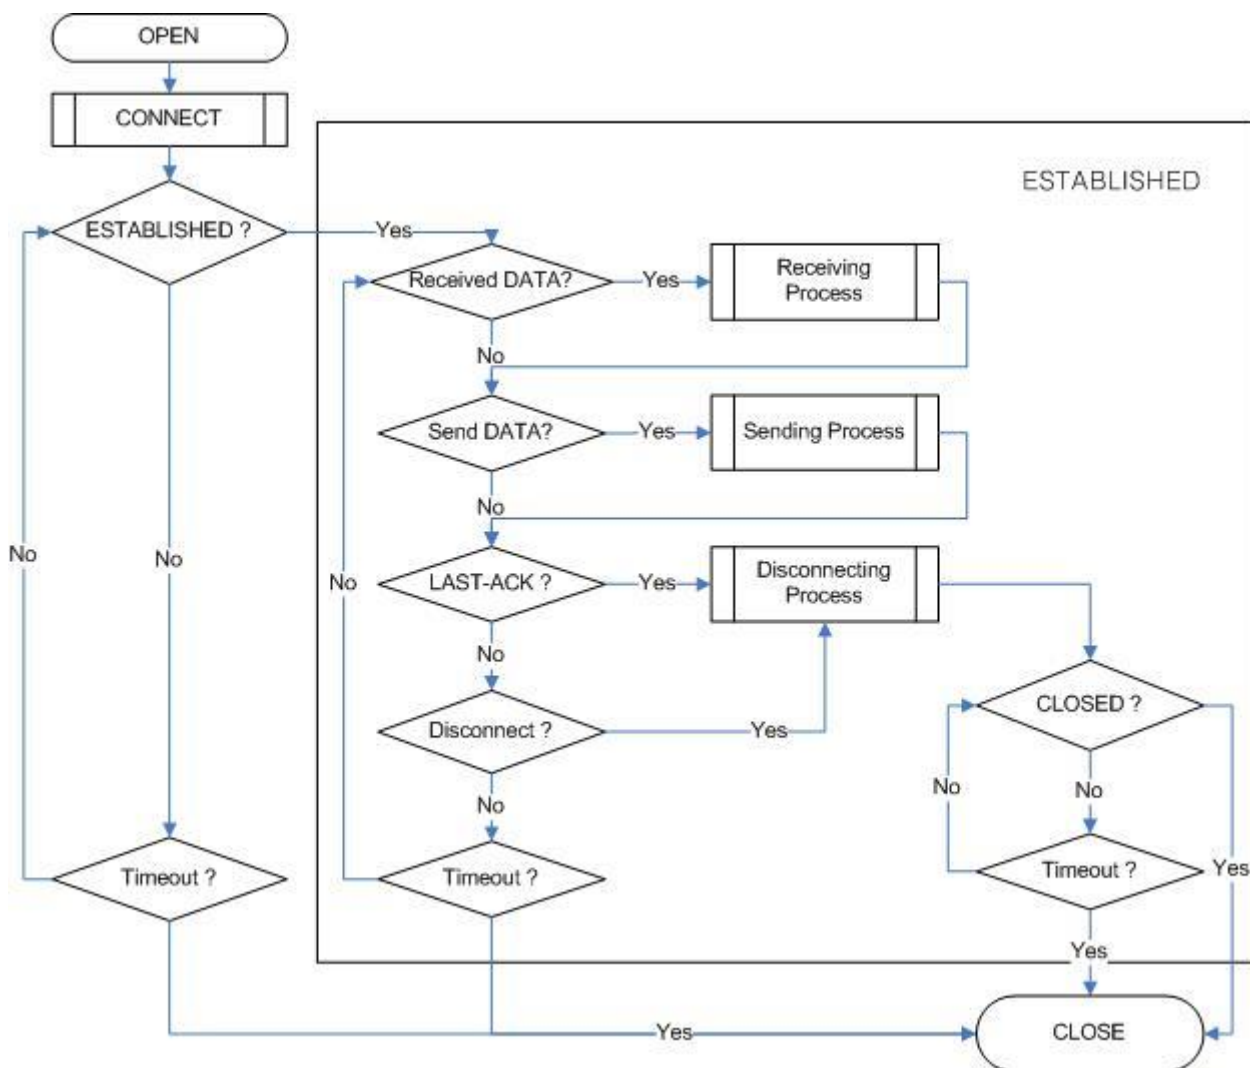 OPEN
CONNECT
ESTABLISHED
ESTABLISHED ?
Yes
Received DATA?
Yes
Receiving
Process
No
Send DATA?
Yes
Sending Process
No
No
No
No
LAST-ACK ?
Yes
Disconnecting
Process
No
CLOSED ?
Disconnect ?
Yes
No
No
No
Timeout ?
Timeout ?
Timeout ?
Yes
Yes
Yes
CLOSE